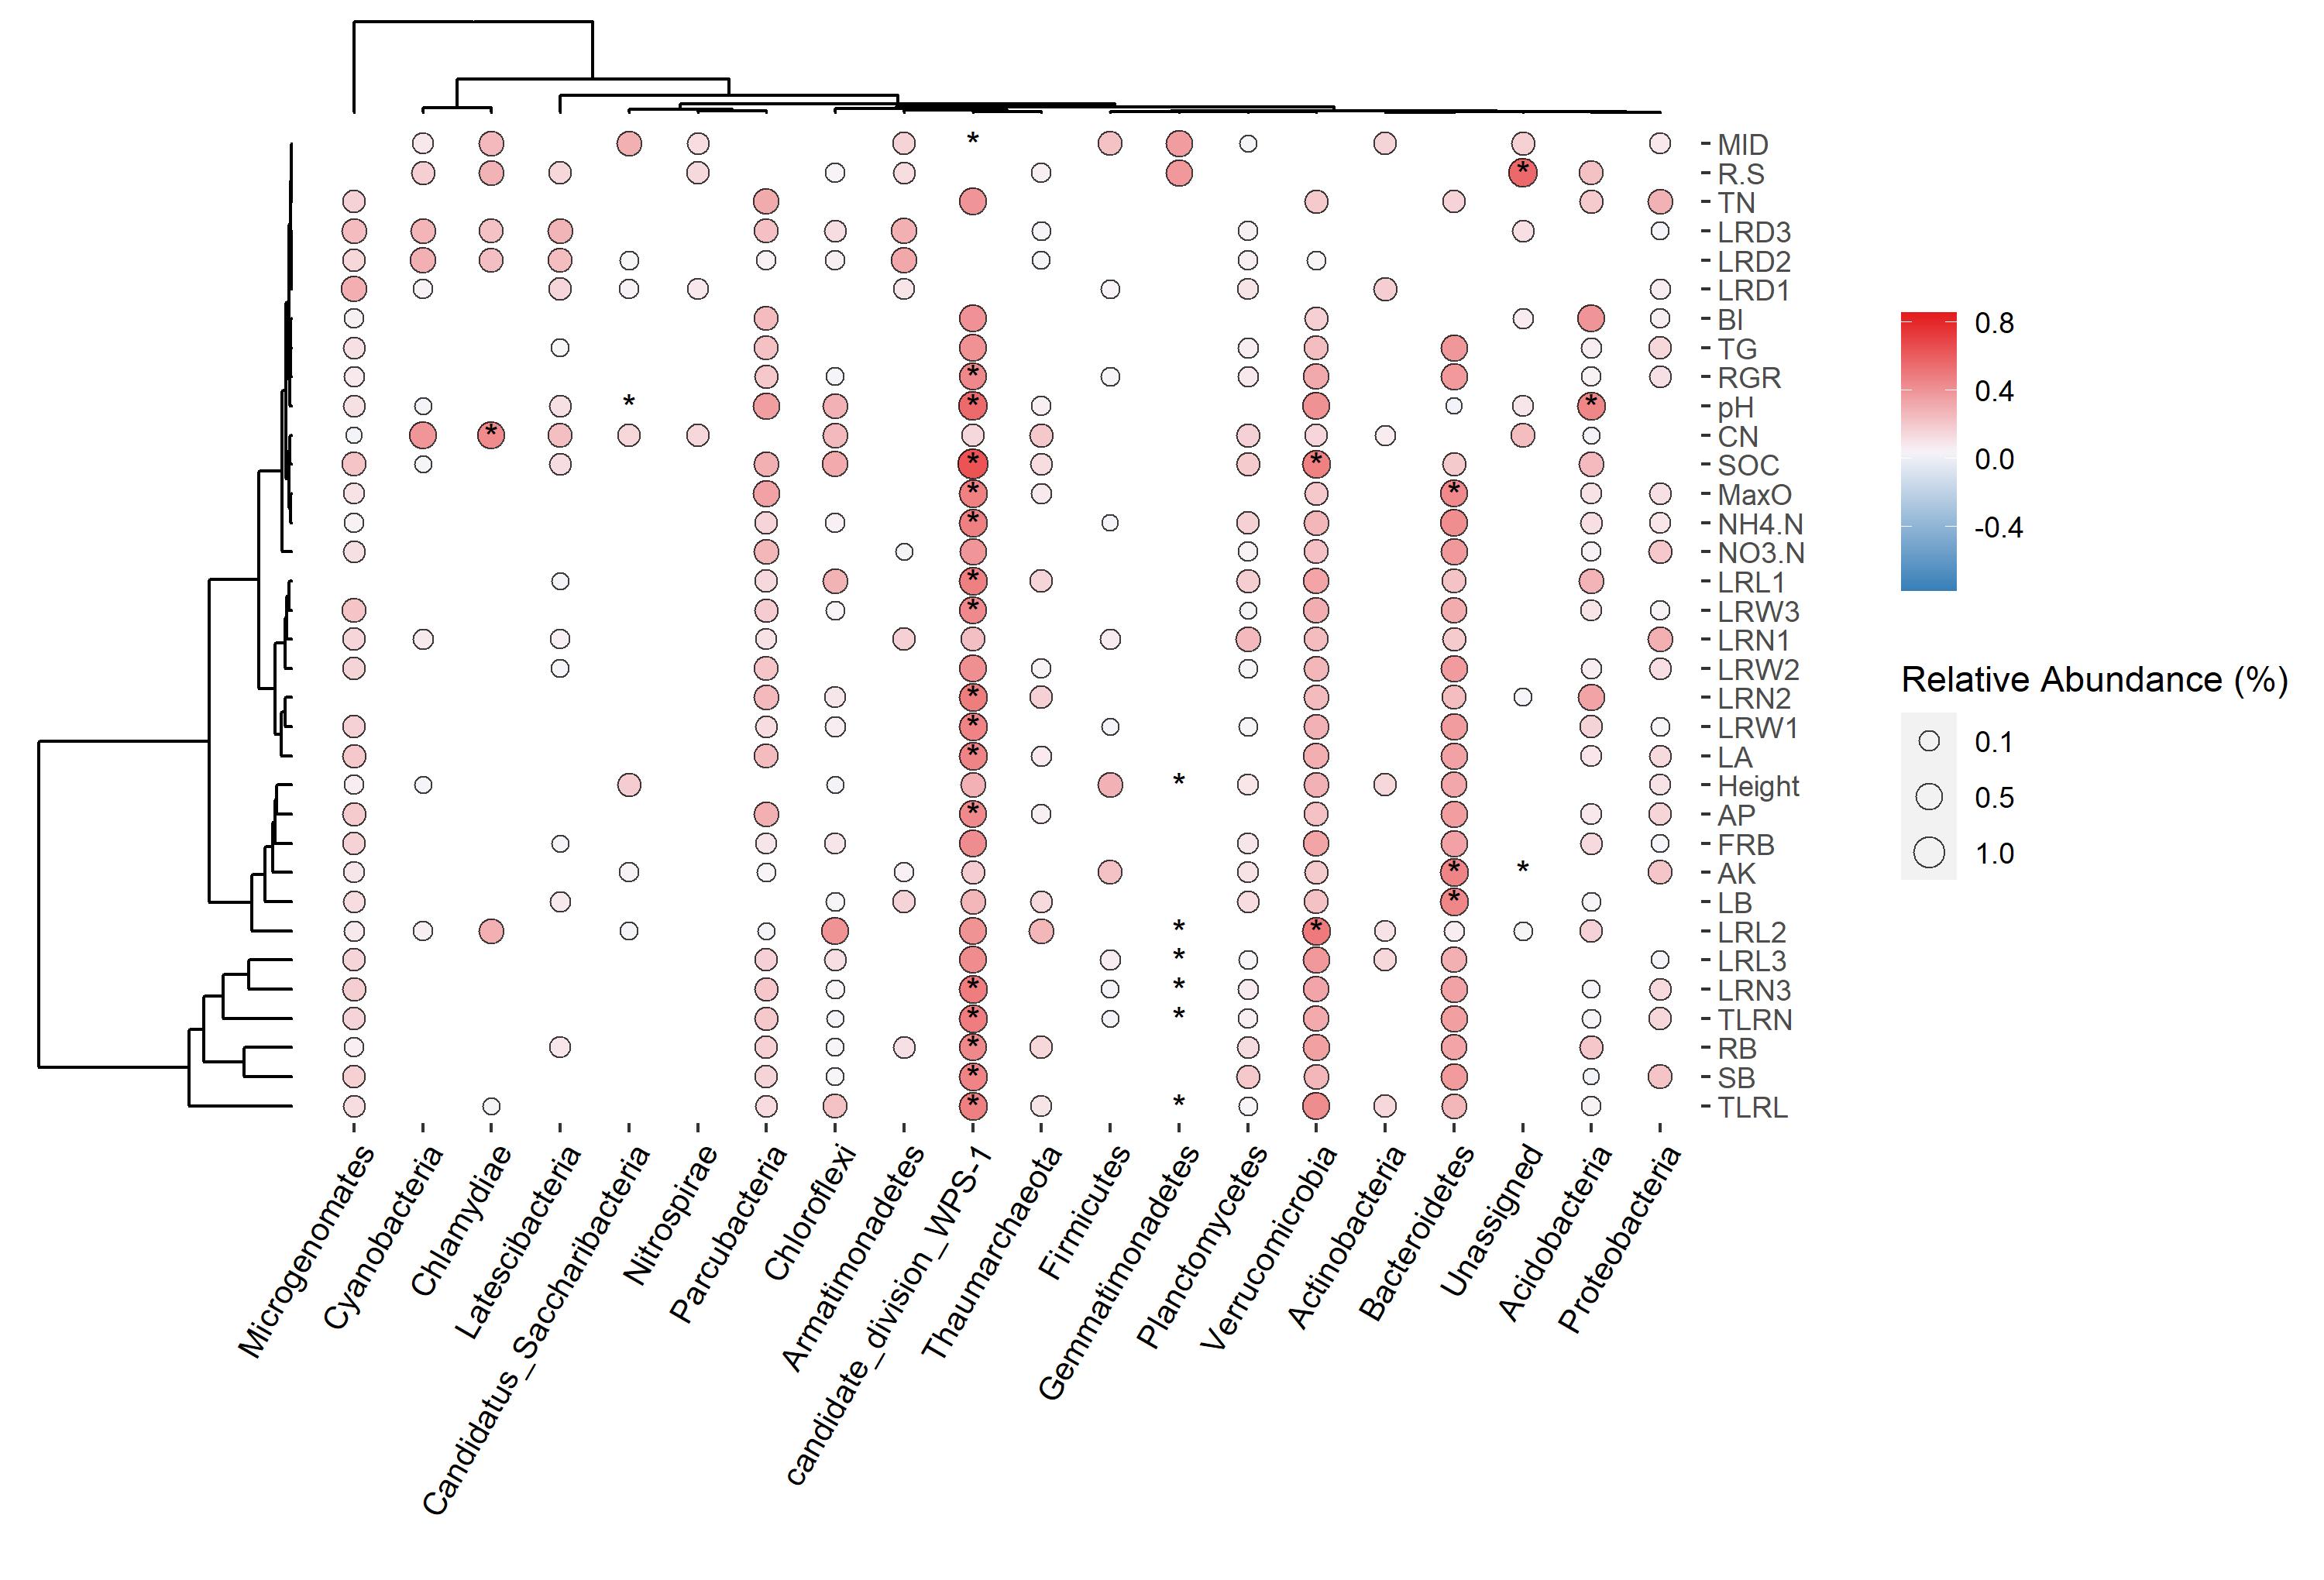 MID
R.S
TN
LRD3
LRD2
LRD1
BI
TG
RGR
pH
CN
SOC
MaxO
NH4.N
NO3.N
LRL1
LRW3
LRN1
LRW2
LRN2
LRW1
LA
Height
AP
FRB
AK
LB
LRL2
LRL3
LRN3
TLRN
RB
SB
TLRL
Microgenomates
Cyanobacteria
Chlamydiae
Latescibacteria
Candidatus_Saccharibacteria
Nitrospirae
Parcubacteria
Chloroflexi
Armatimonadetes
candidate_division_WPS-1
Thaumarchaeota
Firmicutes
Gemmatimonadetes
Planctomycetes
Verrucomicrobia
Actinobacteria
Bacteroidetes
Unassigned
Acidobacteria
Proteobacteria
0.8
0.4
0.0
-0.4
Relative Abundance (%)
0.1
0.5
1.0